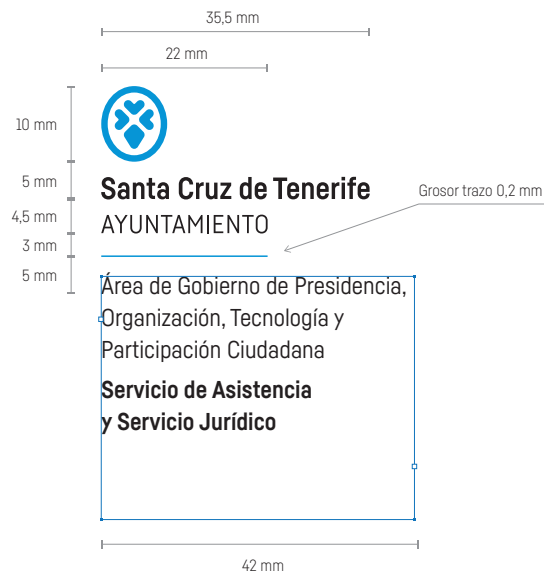 35,5 mm
22 mm
10 mm
5 mm
Santa Cruz de Tenerife
Grosor trazo 0,2 mm
4,5 mm
AYUNTAMIENTO
3 mm
5 mm
Área de Gobierno de Presidencia,
Organización, Tecnología y
Participación Ciudadana
Servicio de Asistencia
y Servicio Jurídico
42 mm